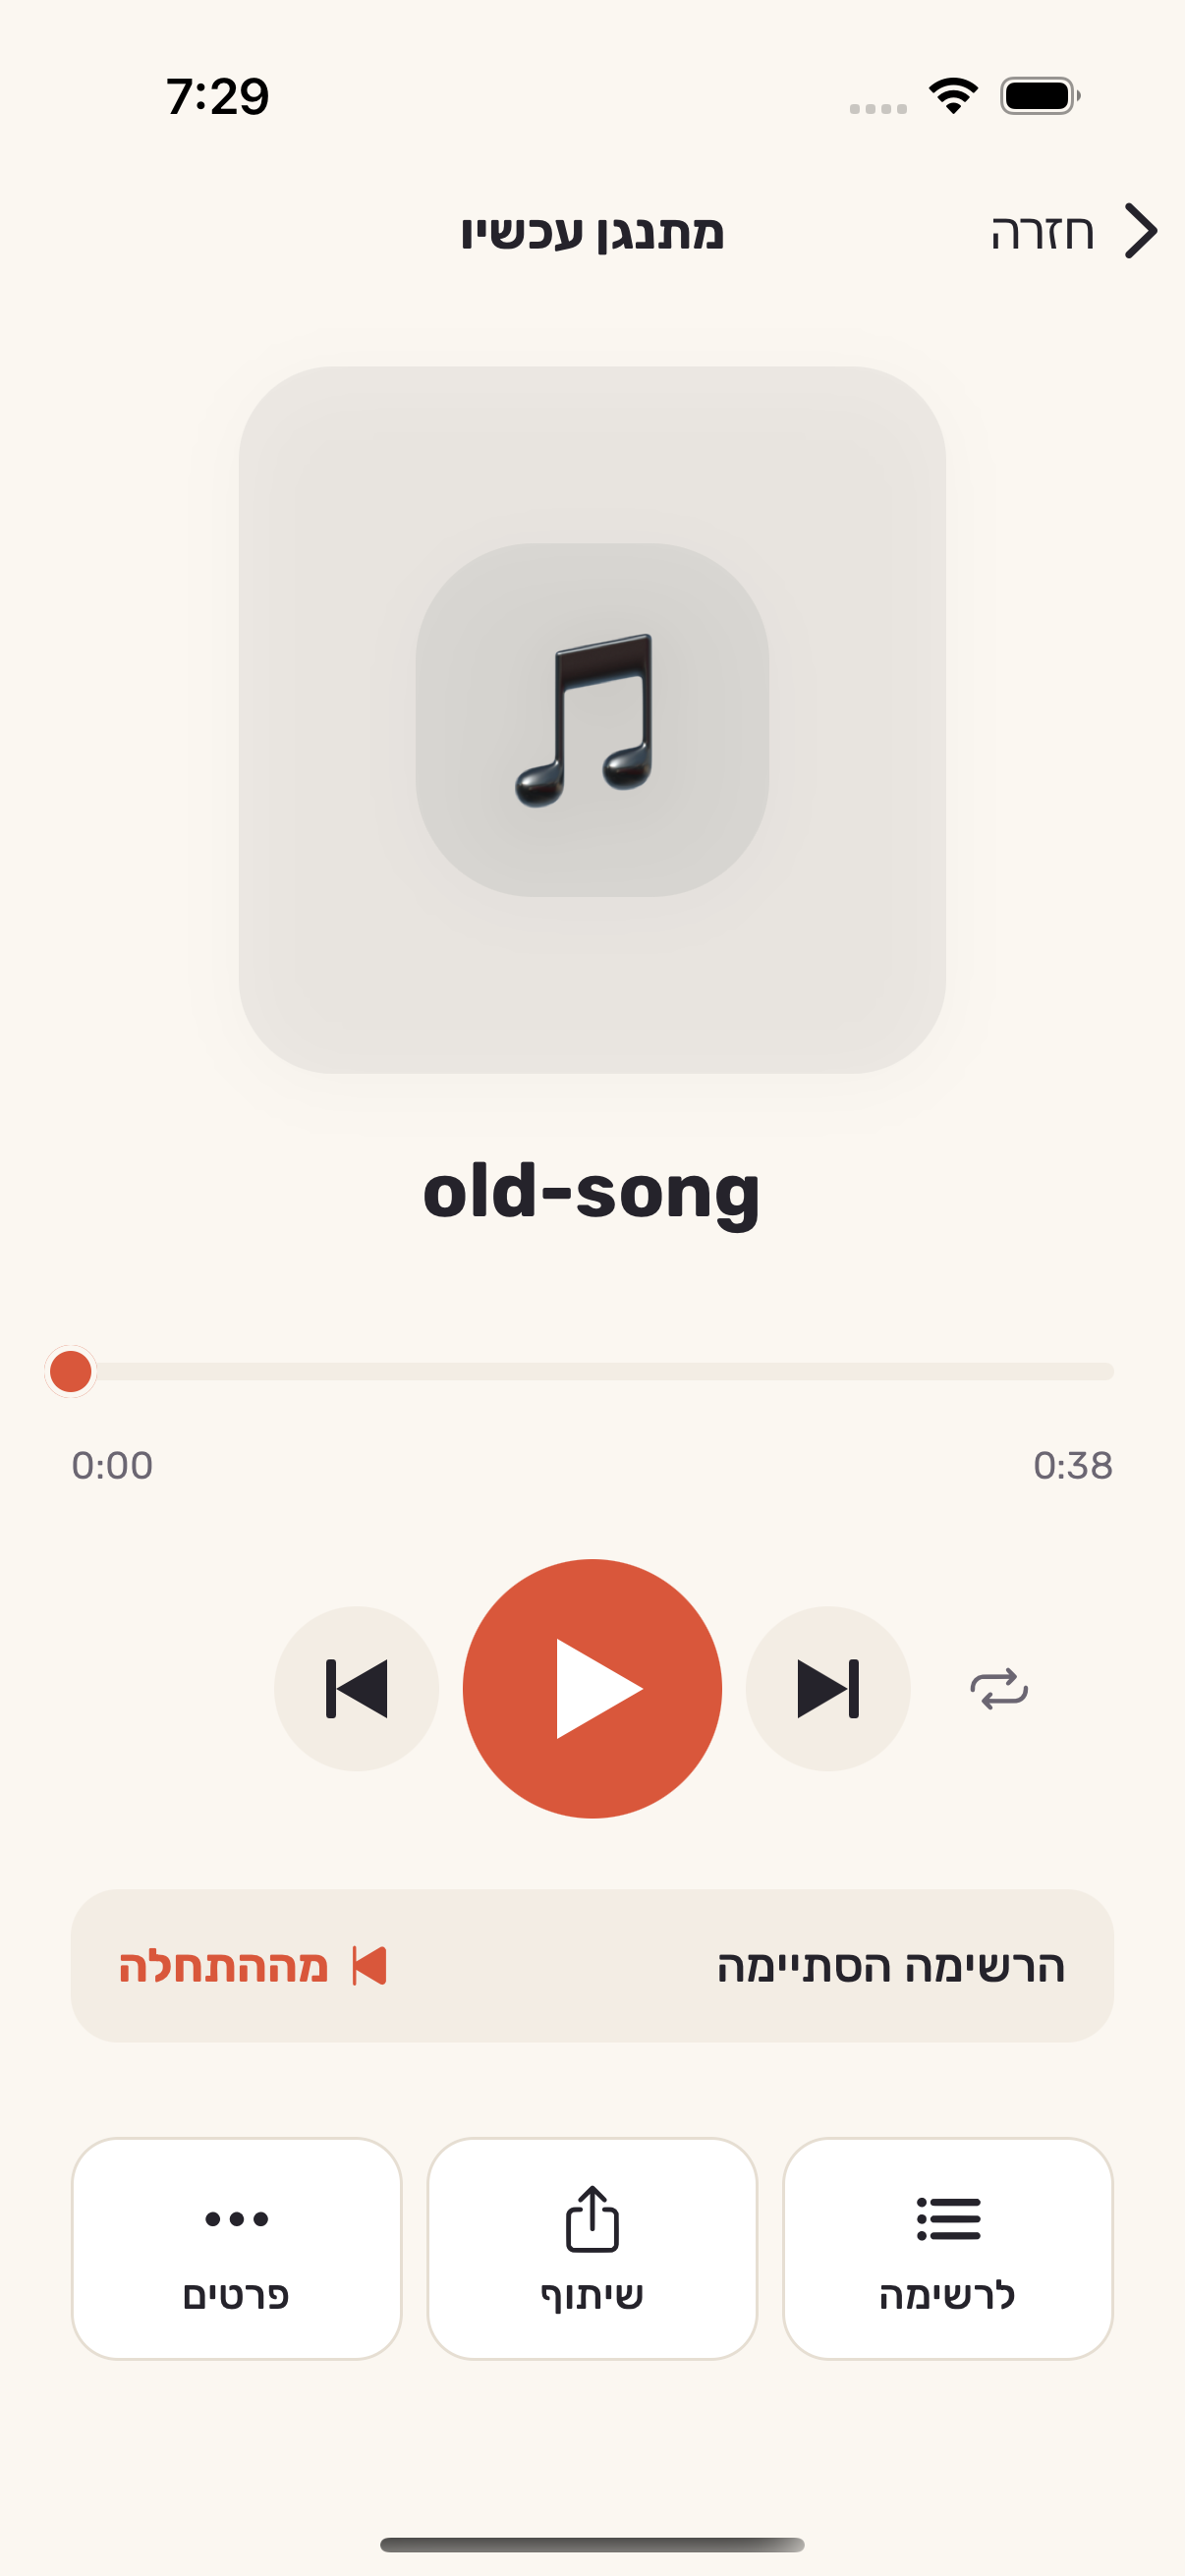 7:29
חזרה
מתנגן עכשיו
old-song
0:00
0:38
הרשימה הסתיימה
מההתחלה
לרשימה
שיתוף
פרטים